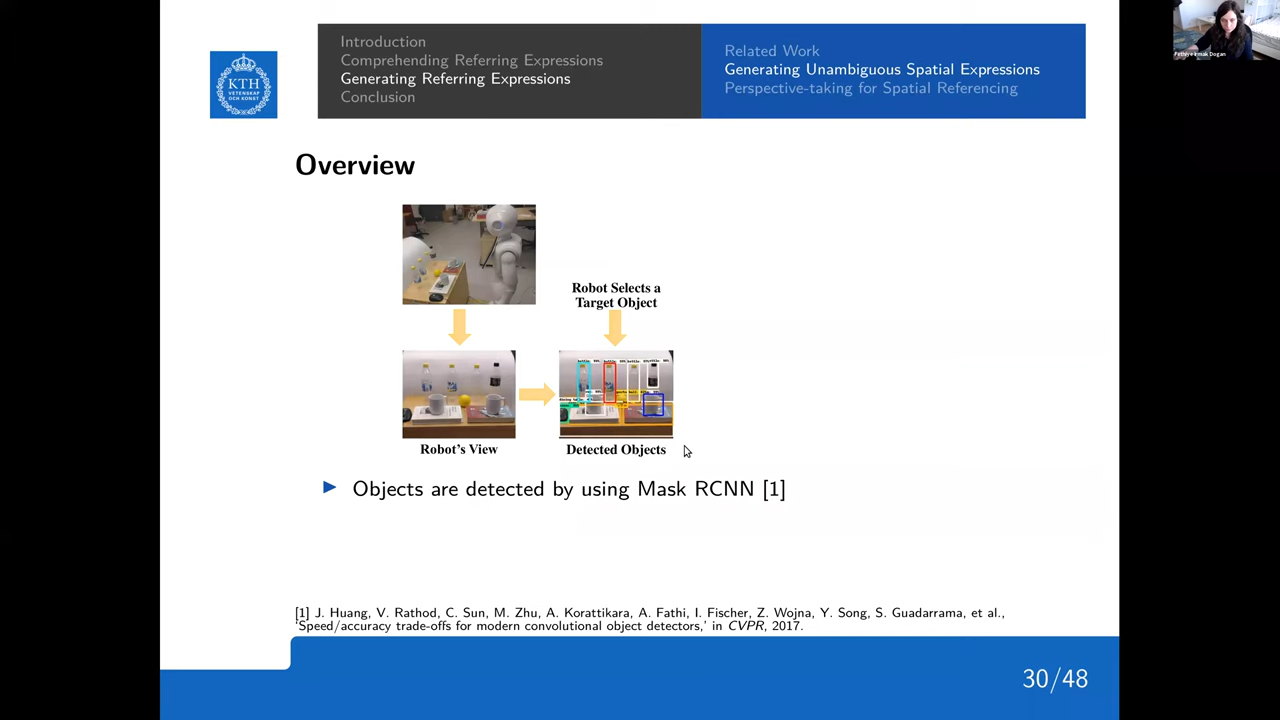 Introduction
Comprehending Referring Expressions
Generating Referring Expressions
Conclusion
Related Work
Generating Unambiguous Spatial Expressions
Perspective-taking for Spatial Referencing
KTH
VETENSKAP
OCH KONST
Overview
Robot Selects a
Target Object
Robot's View
Detected Objects
Objects are detected by using Mask RCNN [1]
[1] J. Huang, V. Rathod, C. Sun, M. Zhu, A. Korattikara, A. Fathi, I. Fischer, Z. Wojna, Y. Song, S. Guadarrama, et al.,
‘Speed/accuracy trade-offs for modern convolutional object detectors,’ in CVPR, 2017.
30/48